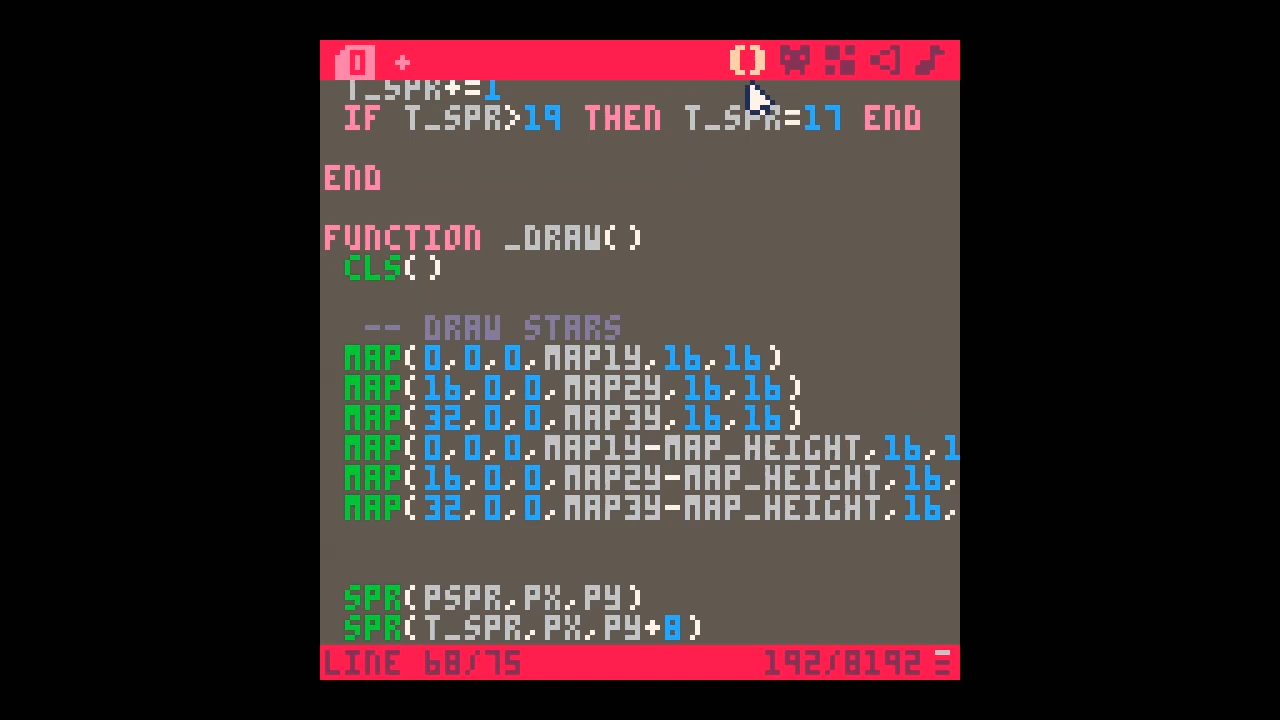 0 +
T_SPR+=1
IF T_SPR>19 THEN T_SPR=17 END
END
FUNCTION _DRAW()
CLS()
-- DRAW STARS
MAP(0,0,0,MAP1Y,16,16)
MAP(16,0,0,MAP2Y,16,16)
MAP(32,0,0,MAP3Y,16,16)
MAP(0,0,0,MAP1Y-MAP_HEIGHT,16,1
MAP(16,0,0,MAP2Y-MAP_HEIGHT,16,
MAP(32,0,0,MAP3Y-MAP_HEIGHT,16,
SPR(PSPR,PX,PY)
SPR(T_SPR,PX,PY+8)
LINE 68/75 192/8192